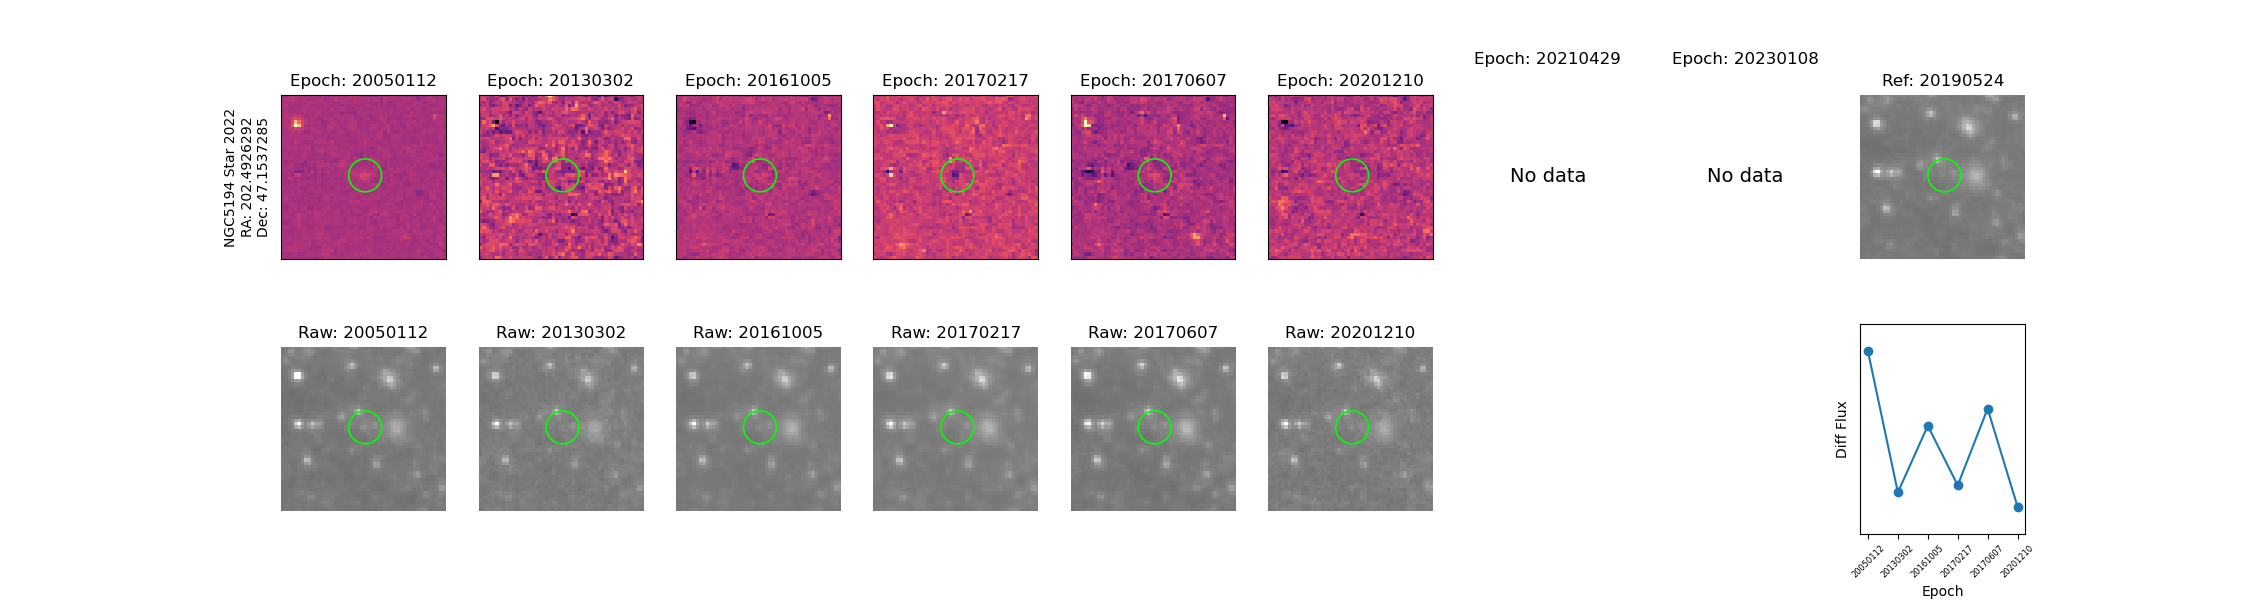 Epoch: 20210429
Epoch: 20230108
Epoch: 20050112
Epoch: 20130302
Epoch: 20161005
Epoch: 20170217
Epoch: 20170607
Epoch: 20201210
Ref: 20190524
NGC5194 Star 2022
RA: 202.4926292
Dec: 47.1537285
No data
No data
Raw: 20050112
Raw: 20130302
Raw: 20161005
Raw: 20170217
Raw: 20170607
Raw: 20201210
Diff Flux
20050112
20130302
20161005
20170217
20170607
20201210
Epoch